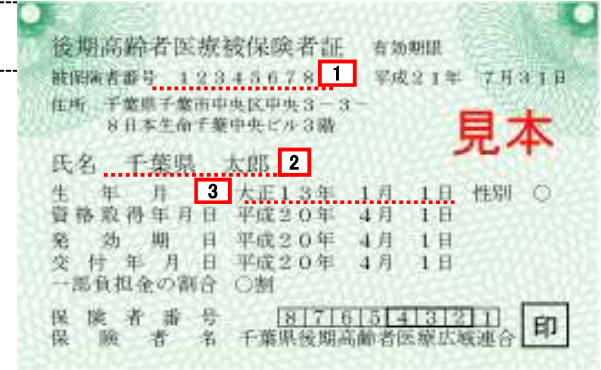 後期高齢者医療被保険者証 有効期限
被保険者番号 12345678 1 平成21年 7月31日
住所 千葉県千葉市中央区中央3-3-
8日本生命千葉中央ビル3階
見本
氏名 千葉県 太郎 2
生年月 3 大正13年 1月 1日 性別 ○
資格取得年月日 平成20年 4月 1日
発効期日 平成20年 4月 1日
交付年月日 平成20年 4月 1日
一部負担金の割合 ○割
保険者番号 87654321
保険者名 千葉県後期高齢者医療広域連合 印